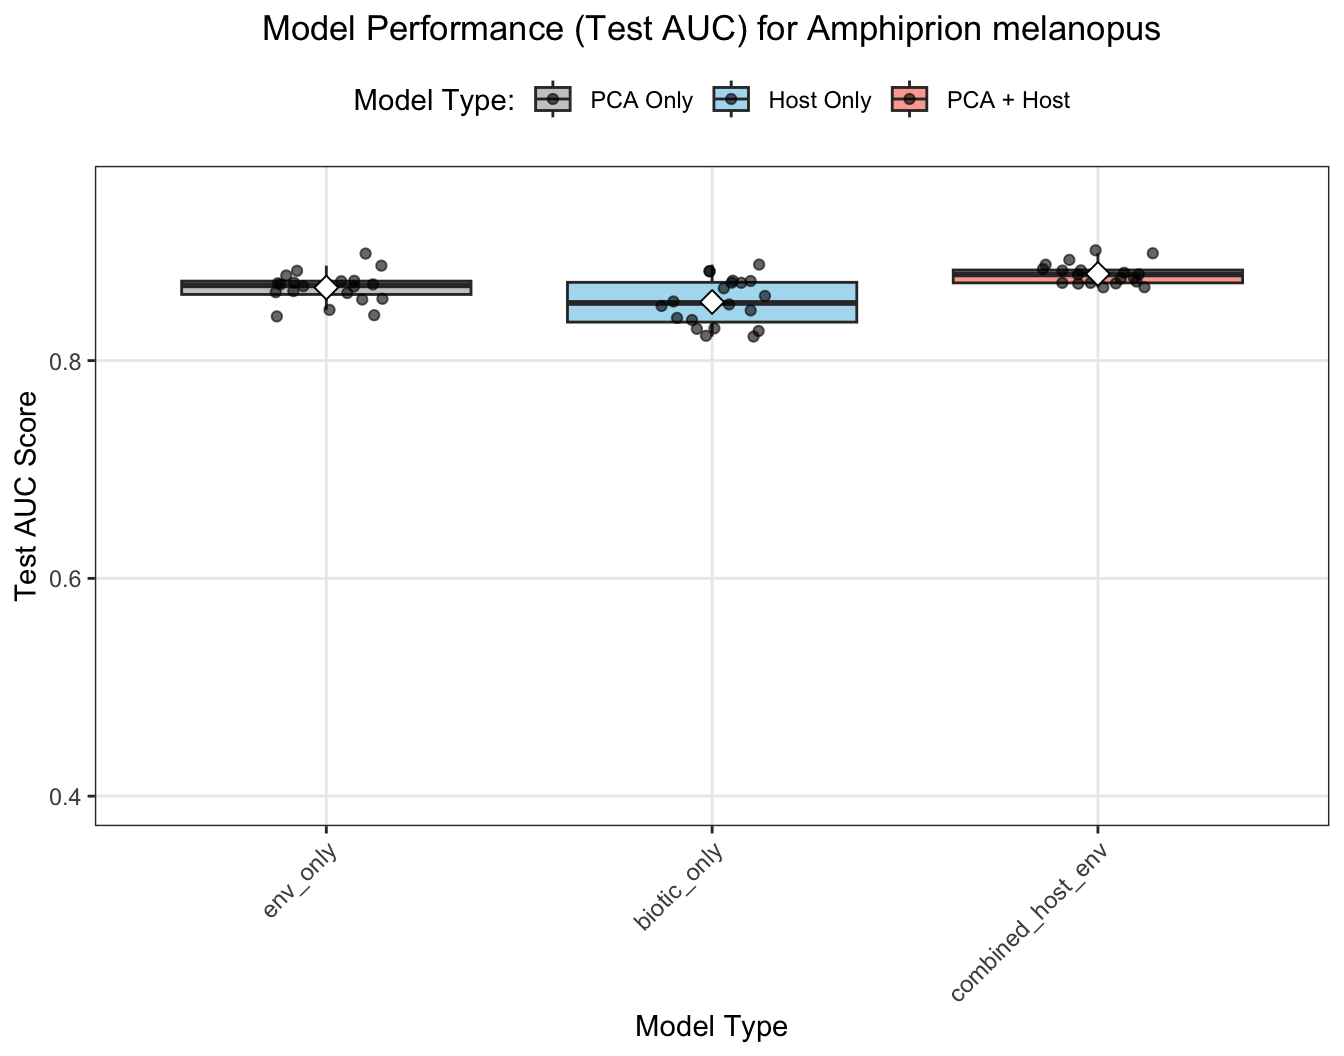 Model Performance (Test AUC) for Amphiprion melanopus
Model Type: PCA Only Host Only PCA + Host
Test AUC Score
0.8
0.6
0.4
env_only
biotic_only
combined_host_env
Model Type